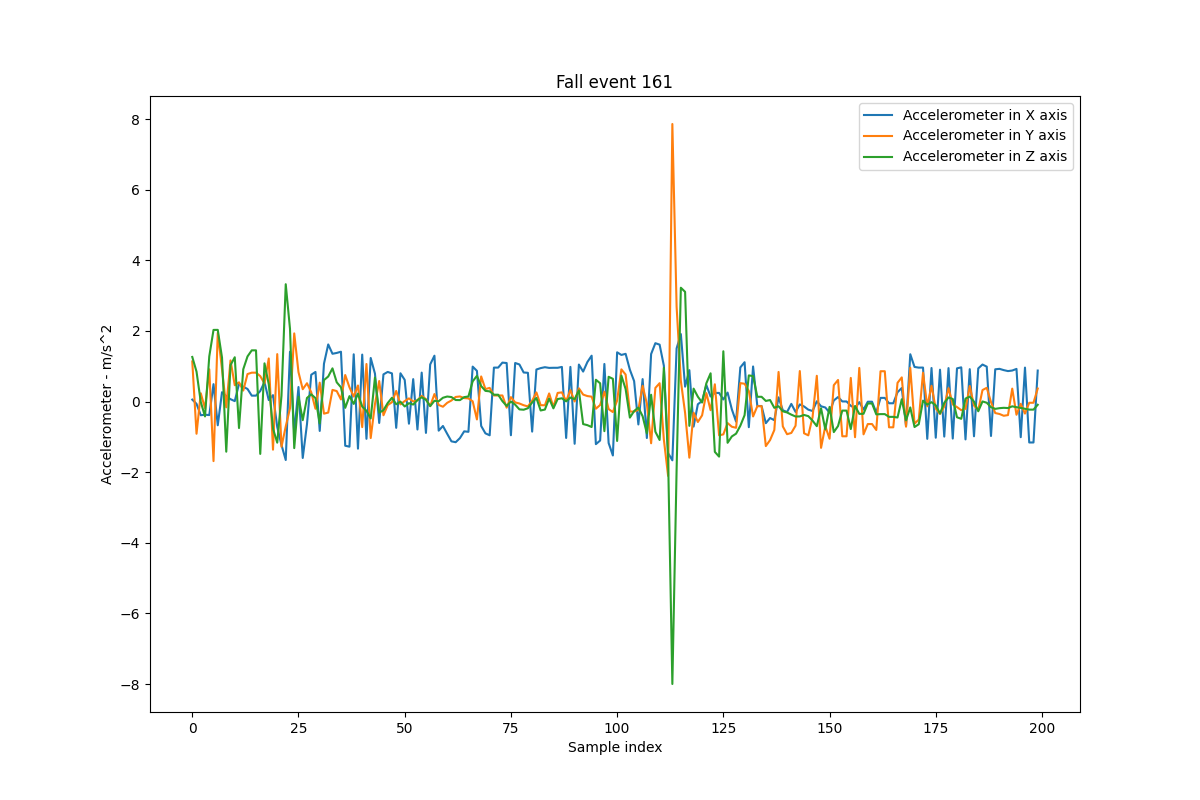 Fall event 161
Accelerometer in X axis
Accelerometer in Y axis
Accelerometer in Z axis
Accelerometer - m/s^2
8
6
4
2
0
−2
−4
−6
−8
0 25 50 75 100 125 150 175 200
Sample index